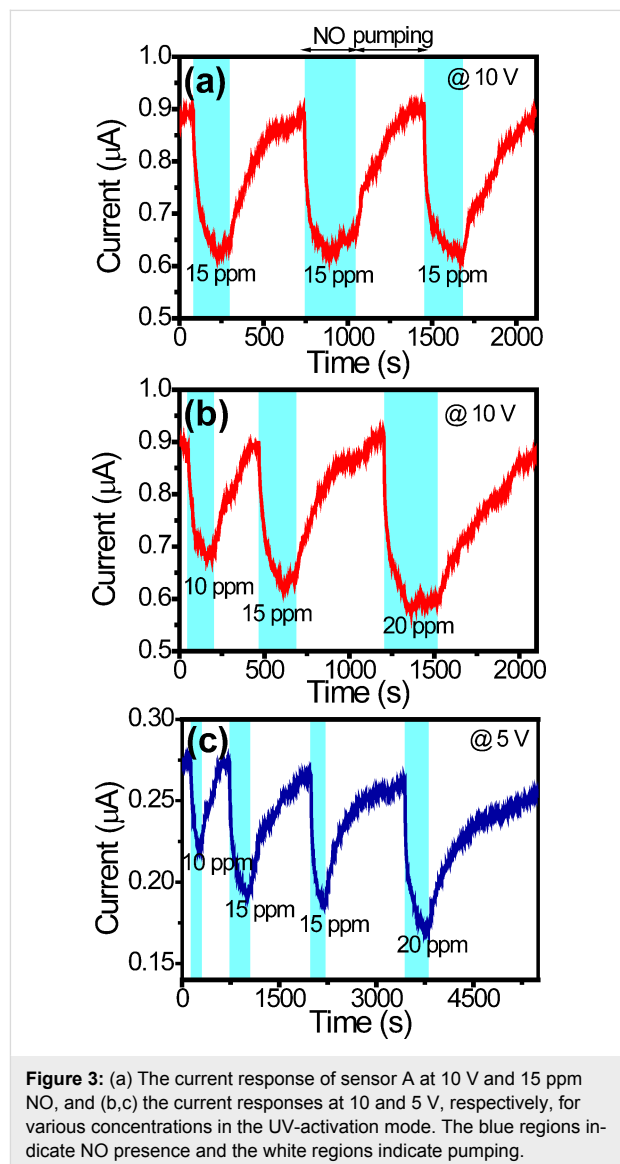 NO pumping
(a)
@ 10 V
1.0
0.9
0.8
0.7
0.6
0.5
Current (μA)
15 ppm 15 ppm 15 ppm
0 500 1000 1500 2000
Time (s)
(b)
@ 10 V
1.0
0.9
0.8
0.7
0.6
0.5
Current (μA)
10 ppm
15 ppm
20 ppm
0 500 1000 1500 2000
Time (s)
(c)
@ 5 V
0.30
0.25
0.20
0.15
Current (μA)
10 ppm
15 ppm 15 ppm
20 ppm
0 1500 3000 4500
Time (s)
Figure 3: (a) The current response of sensor A at 10 V and 15 ppm
NO, and (b,c) the current responses at 10 and 5 V, respectively, for
various concentrations in the UV-activation mode. The blue regions in-
dicate NO presence and the white regions indicate pumping.